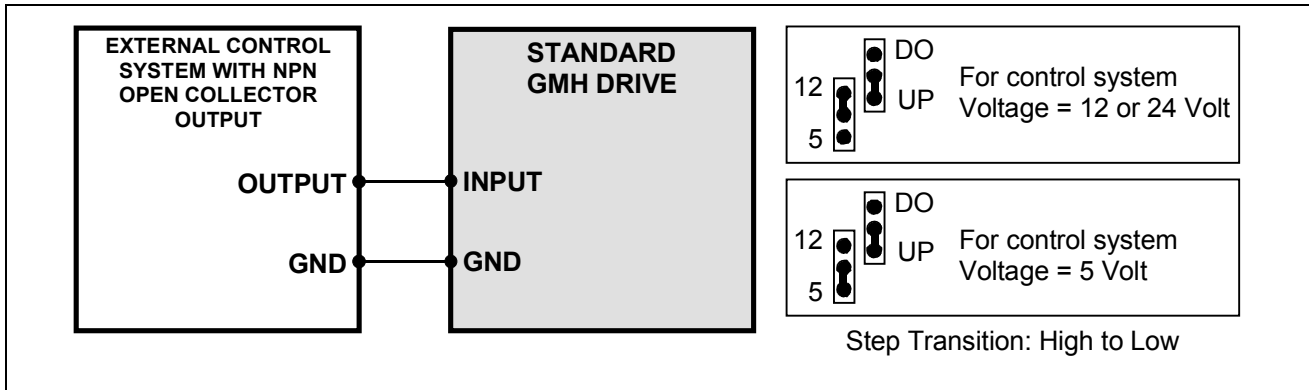 EXTERNAL CONTROL
SYSTEM WITH NPN
OPEN COLLECTOR
OUTPUT
OUTPUT
GND
STANDARD
GMH DRIVE
INPUT
GND
DO
12
UP
5
For control system
Voltage = 12 or 24 Volt
DO
12
UP
5
For control system
Voltage = 5 Volt
Step Transition: High to Low